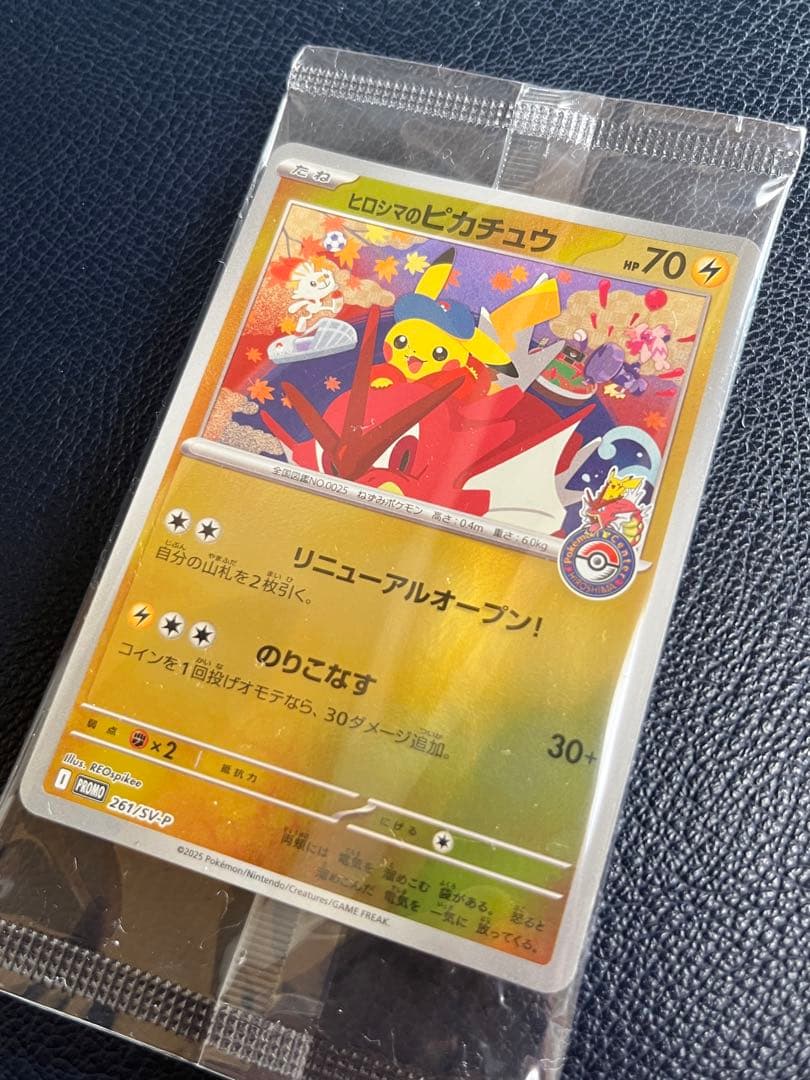 たね
ヒロシマのピカチュウ
HP 70
全国図鑑NO.0025 ねずみポケモン 高さ:0.4m 重さ:6.0kg
Pokémon Center
HIROSHIMA
リニューアルオープン!
自分の山札を2枚引く。
のりこなす 30+
コインを1回投げオモテなら、30ダメージ追加。
弱点 ×2 抵抗力
にげる
Illus. REOspikee
I PROMO 261/SV-P
©2025 Pokémon/Nintendo/Creatures/GAME FREAK.
両頬には 電気を 溜めこむ 袋がある。 怒ると
溜めこんだ 電気を 一気に 放ってくる。